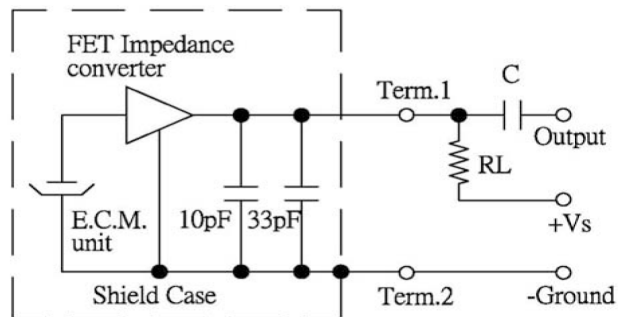 FET Impedance
converter
Term.1
C
Output
RL
+Vs
E.C.M.
unit
10pF
33pF
Shield Case
Term.2
-Ground